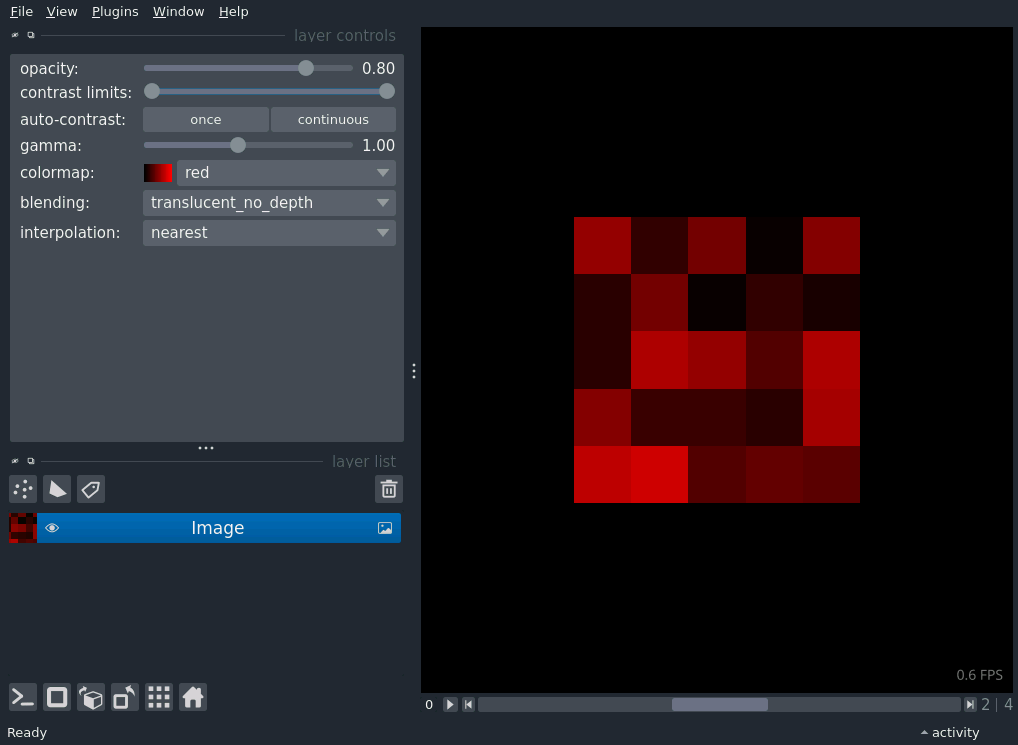 File View Plugins Window Help
layer controls
opacity: 0.80
contrast limits:
auto-contrast: once continuous
gamma: 1.00
colormap: red
blending: translucent_no_depth
interpolation: nearest
layer list
Image
0.6 FPS
0 2 | 4
Ready activity